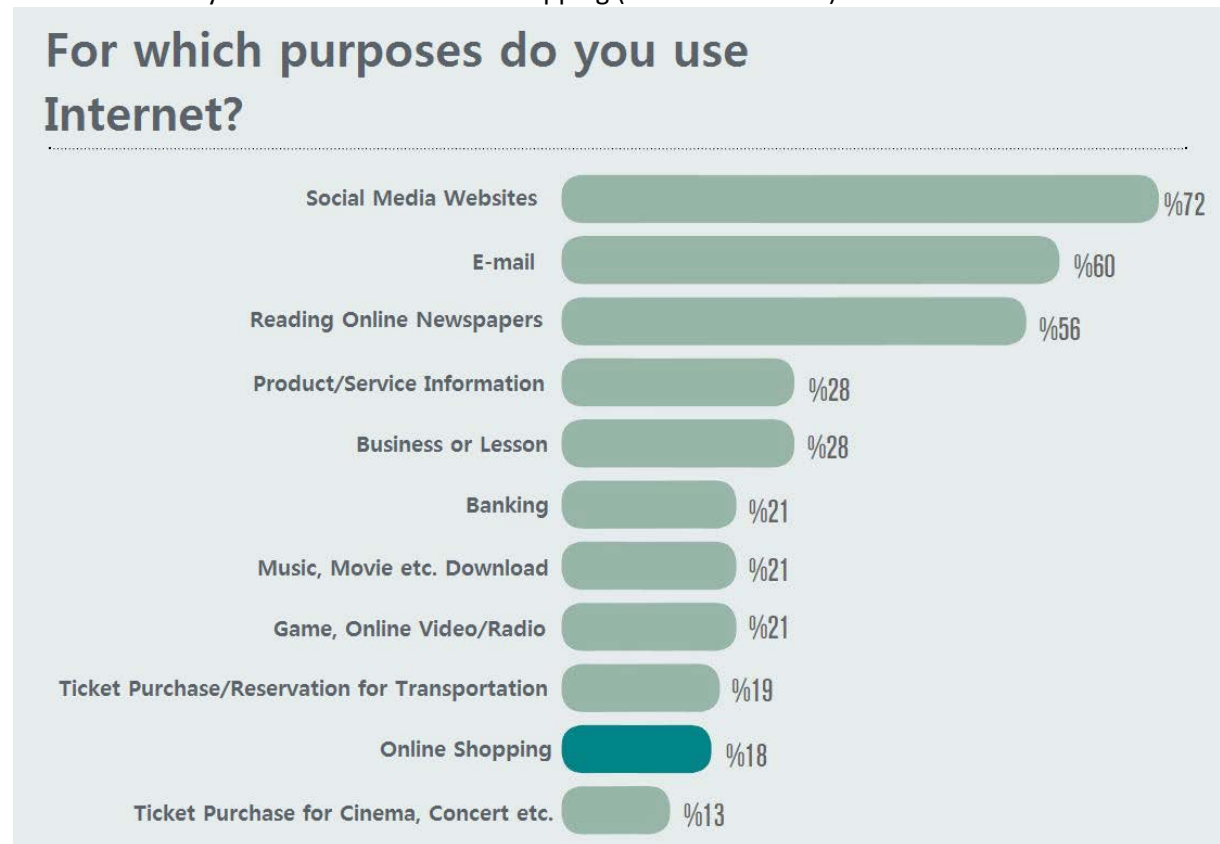 For which purposes do you use
Internet?
Social Media Websites %72
E-mail %60
Reading Online Newspapers %56
Product/Service Information %28
Business or Lesson %28
Banking %21
Music, Movie etc. Download %21
Game, Online Video/Radio %21
Ticket Purchase/Reservation for Transportation %19
Online Shopping %18
Ticket Purchase for Cinema, Concert etc. %13